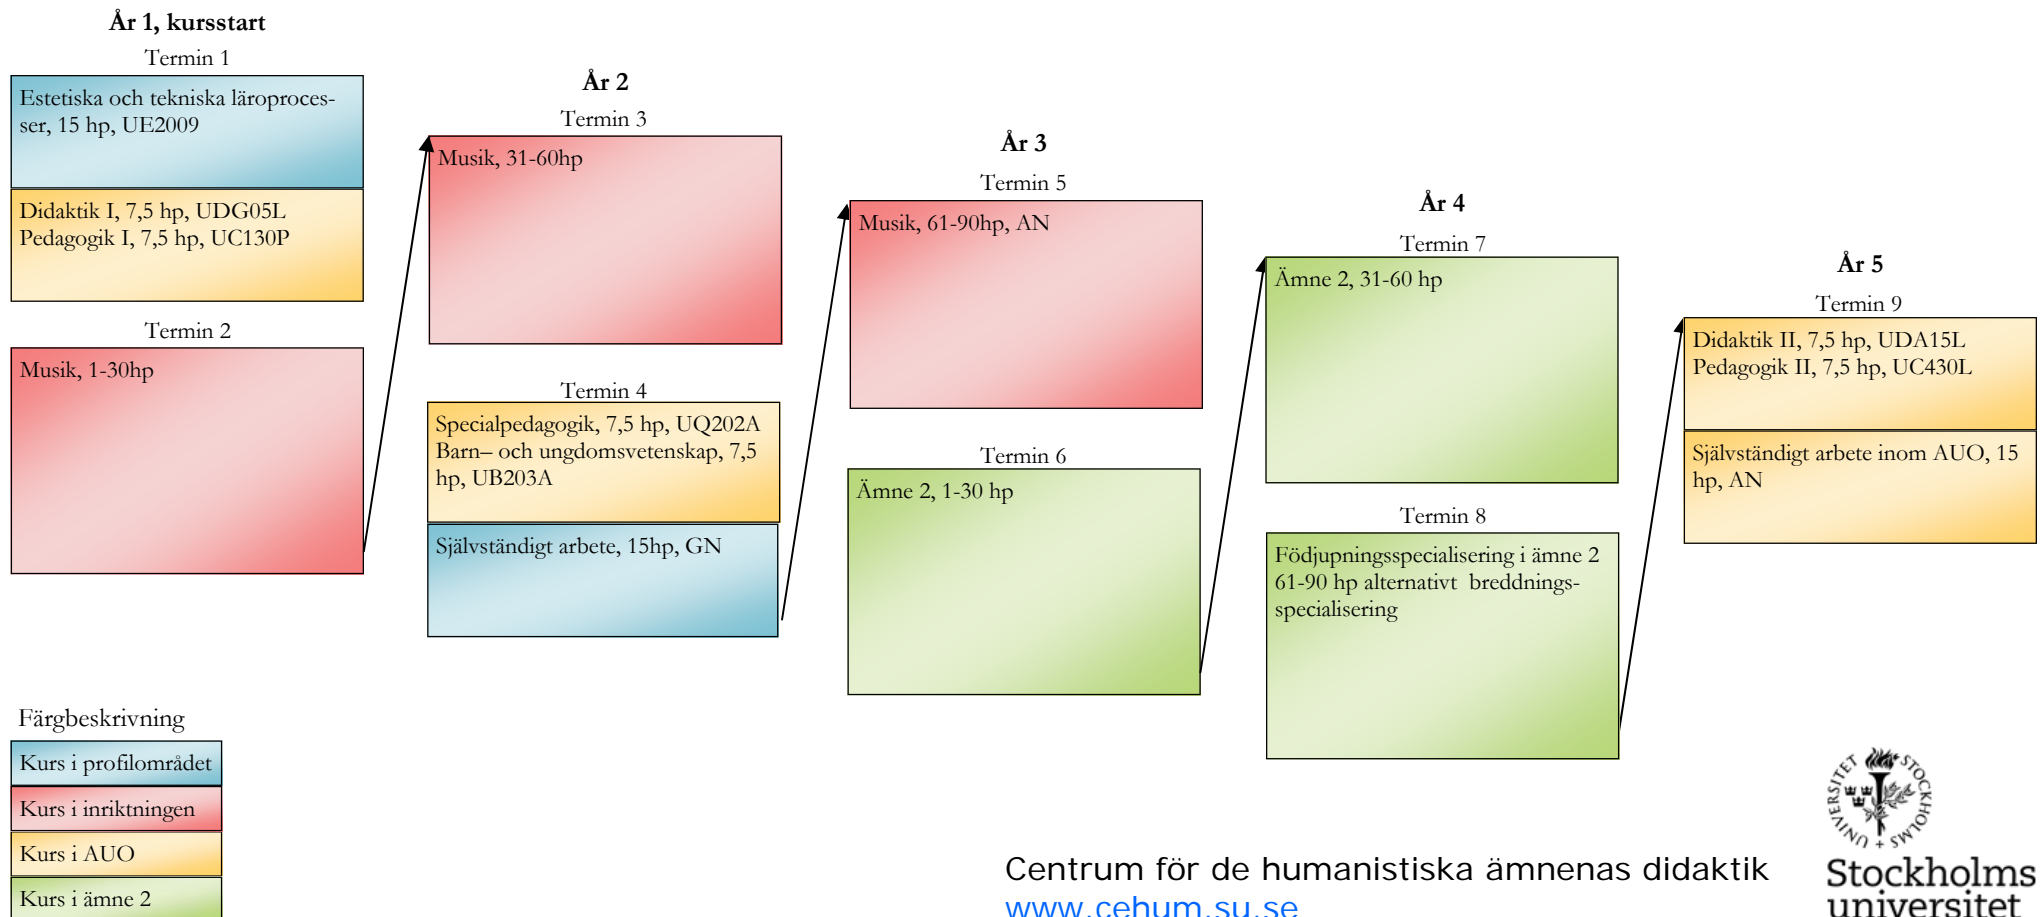 År 1, kursstart
Termin 1
Estetiska och tekniska läroproces-
ser, 15 hp, UE2009
Didaktik I, 7,5 hp, UDG05L
Pedagogik I, 7,5 hp, UC130P
Termin 2
Musik, 1-30hp
År 2
Termin 3
Musik, 31-60hp
Termin 4
Specialpedagogik, 7,5 hp, UQ202A
Barn– och ungdomsvetenskap, 7,5
hp, UB203A
Självständigt arbete, 15hp, GN
År 3
Termin 5
Musik, 61-90hp, AN
Termin 6
Ämne 2, 1-30 hp
År 4
Termin 7
Ämne 2, 31-60 hp
Termin 8
Födjupningsspecialisering i ämne 2
61-90 hp alternativt breddnings-
specialisering
År 5
Termin 9
Didaktik II, 7,5 hp, UDA15L
Pedagogik II, 7,5 hp, UC430L
Självständigt arbete inom AUO, 15
hp, AN
Färgbeskrivning
Kurs i profilområdet
Kurs i inriktningen
Kurs i AUO
Kurs i ämne 2
Centrum för de humanistiska ämnenas didaktik
www.cehum.su.se
STOCKHOLMS + UNIVERSITET
Stockholms
universitet